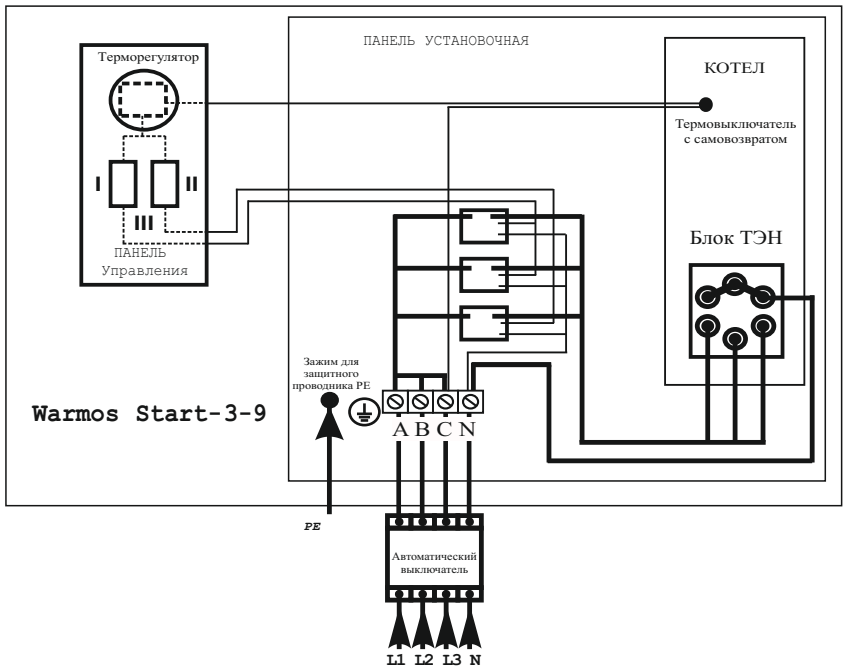 ПАНЕЛЬ УСТАНОВОЧНАЯ
Терморегулятор
КОТЕЛ
Термовыключатель
с самовозвратом
I
II
III
ПАНЕЛЬ
Управления
Блок ТЭН
Зажим для
защитного
проводника PE
Warmos Start-3-9
A B C N
PE
Автоматический
выключатель
L1 L2 L3 N